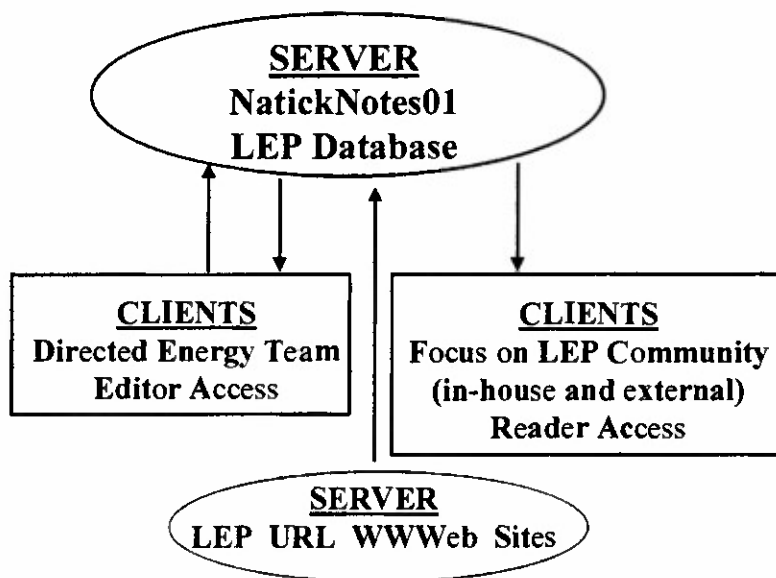 SERVER
NatickNotes01
LEP Database
CLIENTS
Directed Energy Team
Editor Access
CLIENTS
Focus on LEP Community
(in-house and external)
Reader Access
SERVER
LEP URL WWWeb Sites